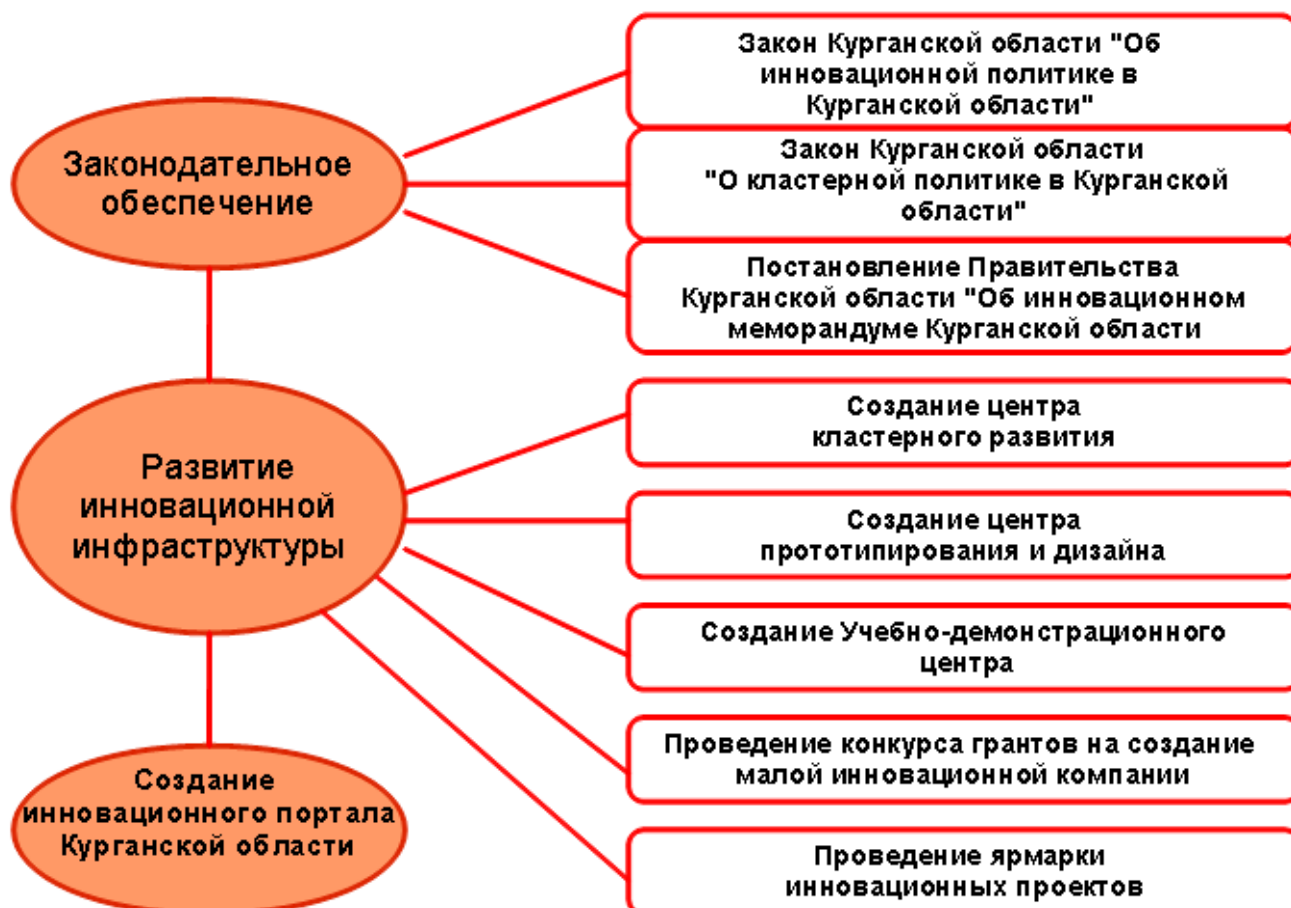 Законодательное
обеспечение
Закон Курганской области "Об
инновационной политике в
Курганской области"
Закон Курганской области
"О кластерной политике в Курганской
области"
Постановление Правительства
Курганской области "Об инновационном
меморандуме Курганской области
Развитие
инновационной
инфраструктуры
Создание центра
кластерного развития
Создание центра
прототипирования и дизайна
Создание Учебно-демонстрационного
центра
Проведение конкурса грантов на создание
малой инновационной компании
Проведение ярмарки
инновационных проектов
Создание
инновационного портала
Курганской области